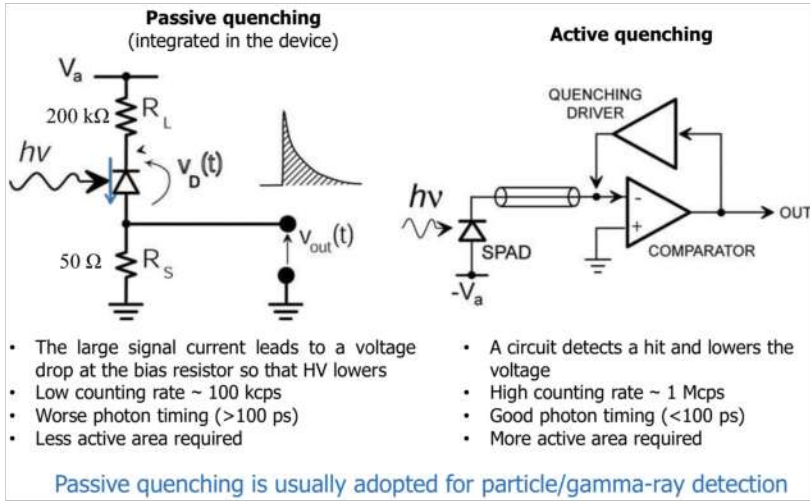 Passive quenching
(integrated in the device)
Vₐ
200 kΩ
R_L
hν
v_D(t)
v_out(t)
50 Ω
R_S
• The large signal current leads to a voltage
drop at the bias resistor so that HV lowers
• Low counting rate ~ 100 kcps
• Worse photon timing (>100 ps)
• Less active area required
Active quenching
QUENCHING
DRIVER
hν
-
+
OUT
SPAD
COMPARATOR
-Vₐ
• A circuit detects a hit and lowers the
voltage
• High counting rate ~ 1 Mcps
• Good photon timing (<100 ps)
• More active area required
Passive quenching is usually adopted for particle/gamma-ray detection